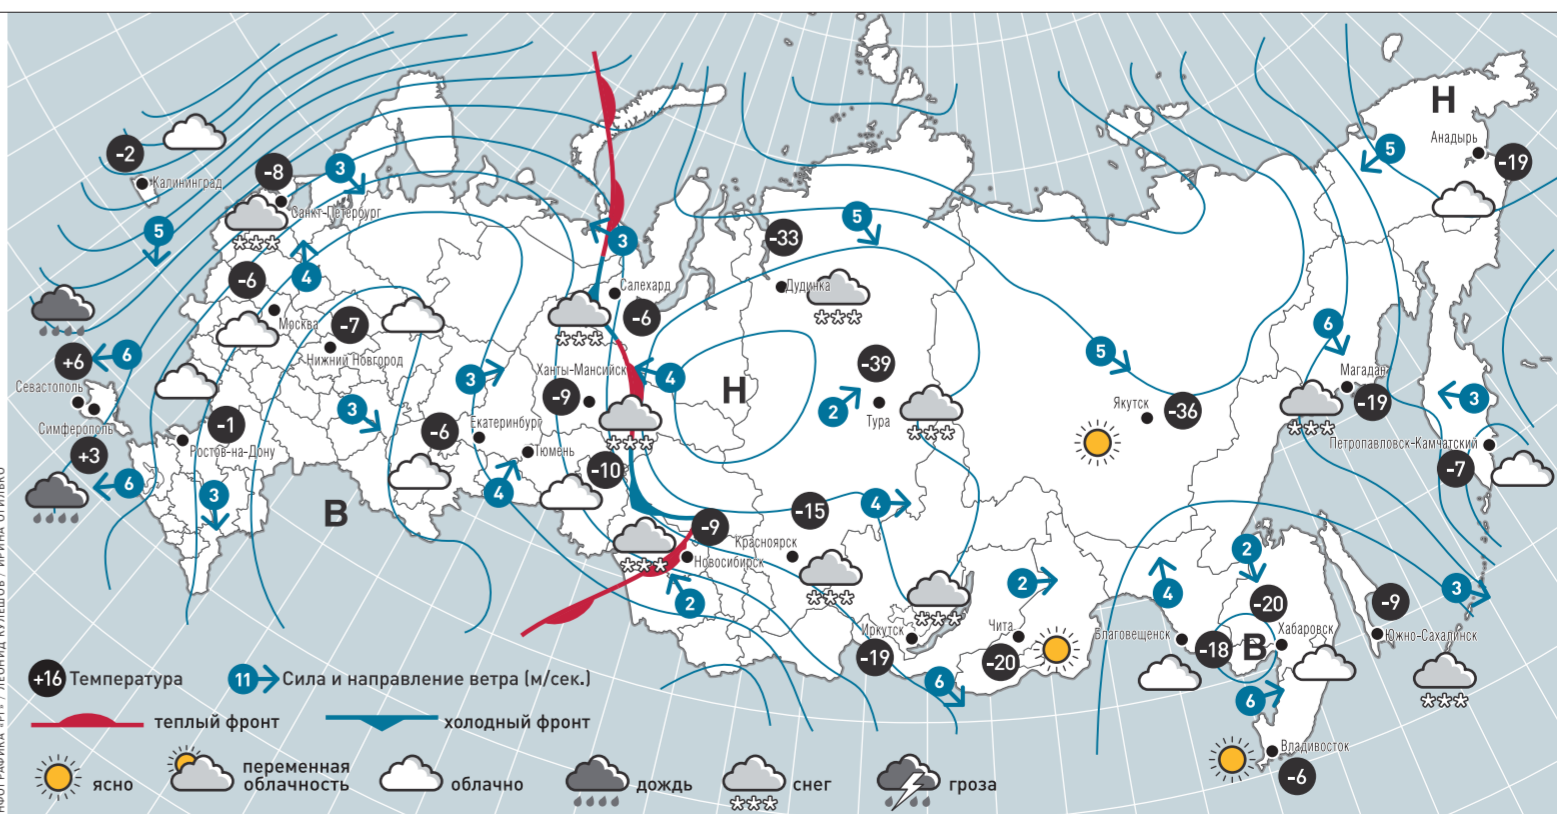 Н
Анадырь
5
-19
-2
Калининград
-8
3
Санкт-Петербург
5
5
3
-33
4
Дудинка
-6
Салехард
-6
Москва
-7
Нижний Новгород
6
+6
6
Севастополь
Симферополь
+3
6
-1
Ростов-на-Дону
3
3
3
Ханты-Мансийск
-9
4
Н
-39
2
Тура
5
Якутск
-36
Магадан
-19
3
Петропавловск-Камчатский
-7
-6
Екатеринбург
Тюмень
-10
4
В
-15
4
-9
Красноярск
Новосибирск
2
2
Иркутск
-19
Чита
-20
6
4
2
-20
Благовещенск
-18
В
Хабаровск
6
3
-9
Южно-Сахалинск
Владивосток
-6
+16 Температура
11 Сила и направление ветра (м/сек.)
теплый фронт
холодный фронт
ясно
переменная
облачность
облачно
дождь
снег
гроза
ЛЕОНИД КУЛЕШОВ / ИРИНА